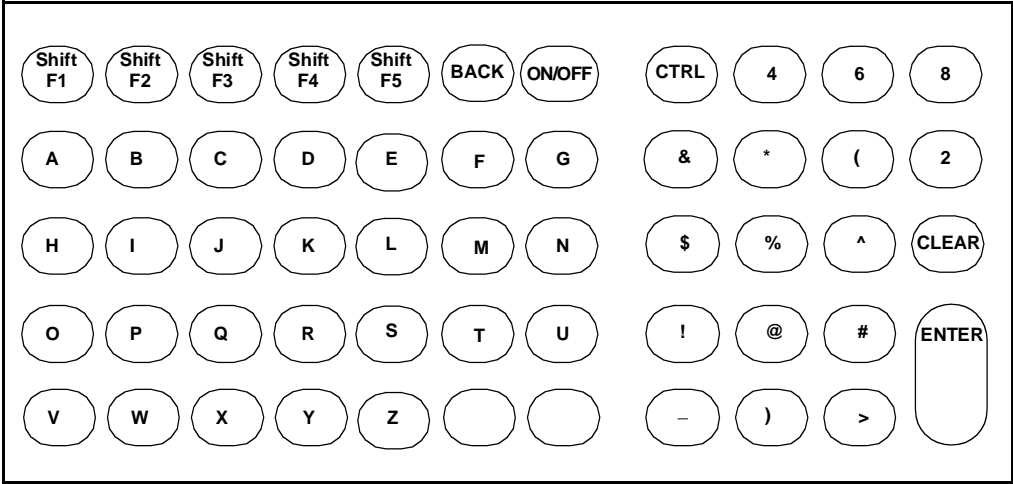 Shift Shift Shift Shift Shift BACK ON/OFF CTRL 4 6 8
F1 F2 F3 F4 F5
A B C D E F G & * ( 2
H I J K L M N $ % ^ CLEAR
O P Q R S T U ! @ # ENTER
V W X Y Z _ ) >